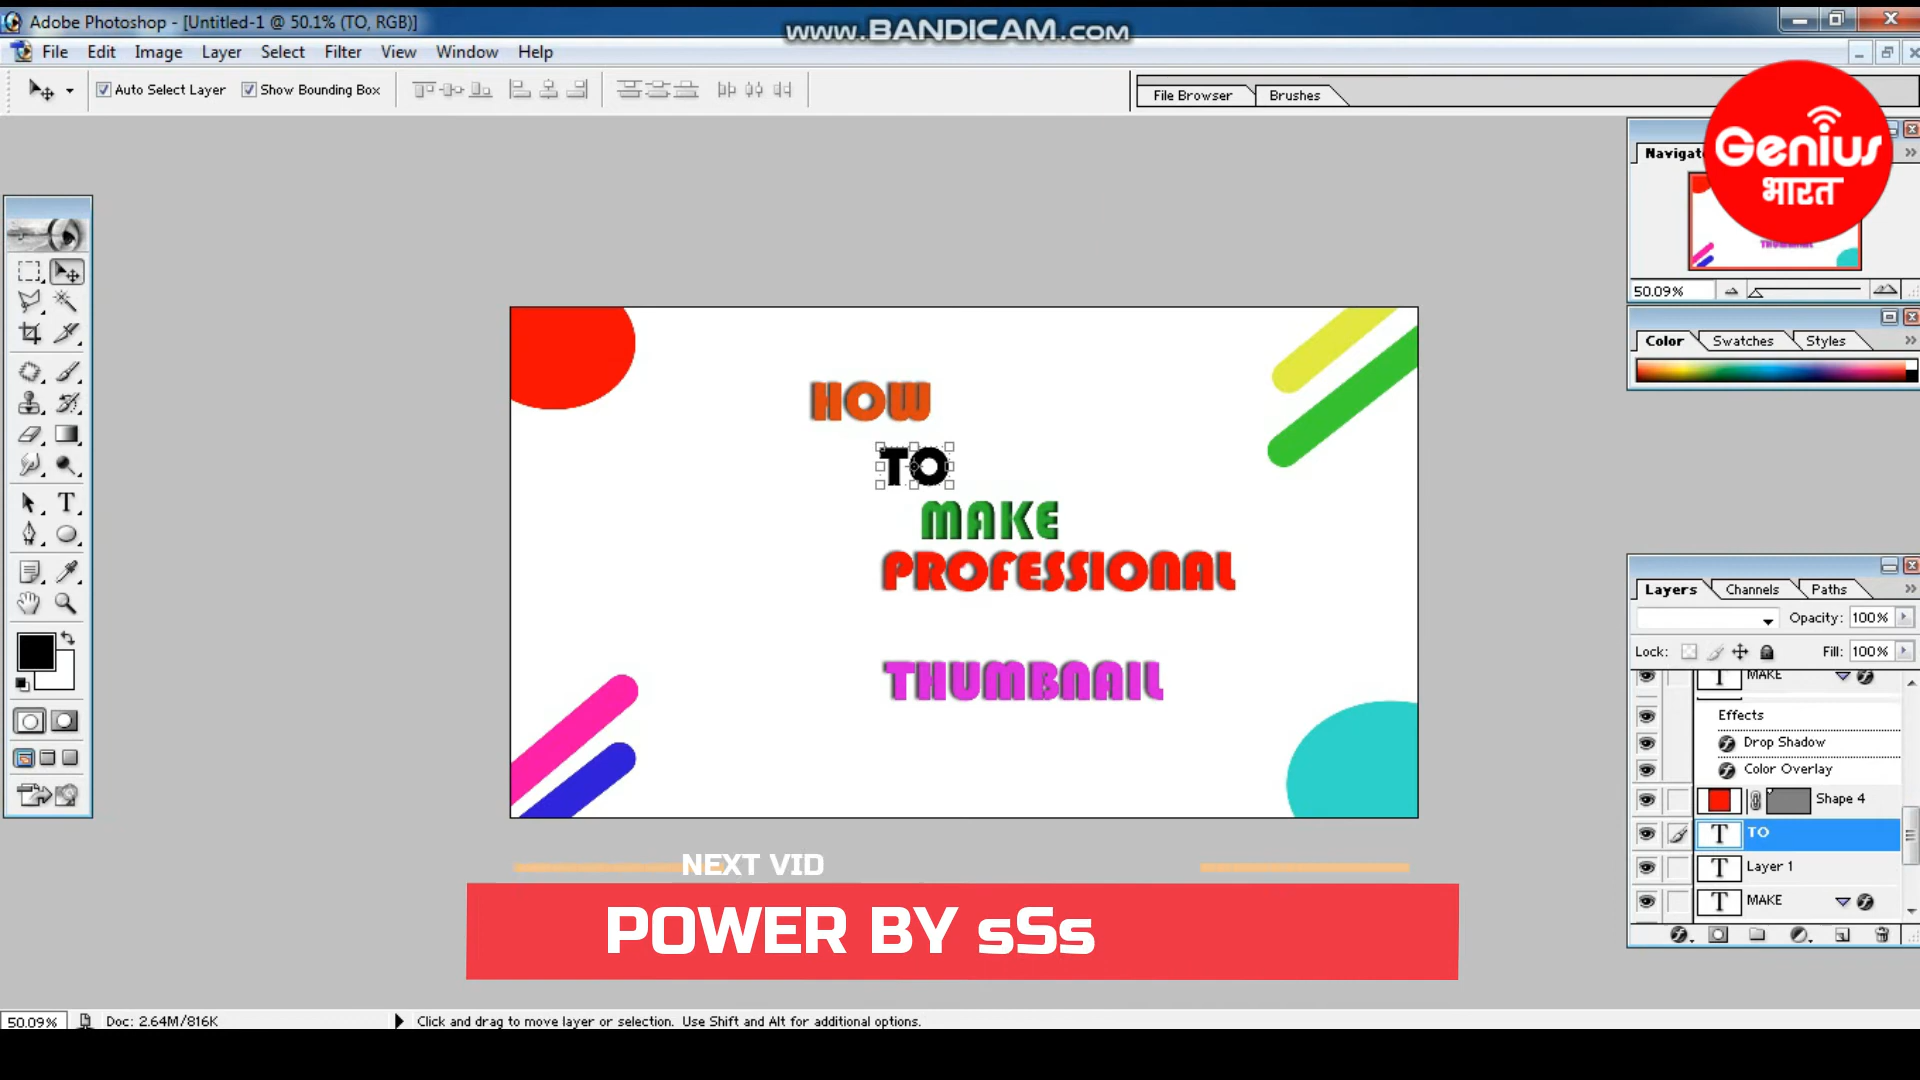 Adobe Photoshop - [Untitled-1 @ 50.1% (TO, RGB)]
www.BANDICAM.com
File Edit Image Layer Select Filter View Window Help
Auto Select Layer Show Bounding Box
File Browser Brushes
Genius
भारत
Navigat
THUMBNAIL
50.09%
Color Swatches Styles
HOW
TO
MAKE
PROFESSIONAL
THUMBNAIL
Layers Channels Paths
Opacity: 100%
Lock: Fill: 100%
T MAKE
Effects
Drop Shadow
Color Overlay
Shape 4
T TO
T Layer 1
T MAKE
NEXT VID
POWER BY sSs
50.09% Doc: 2.64M/816K Click and drag to move layer or selection. Use Shift and Alt for additional options.